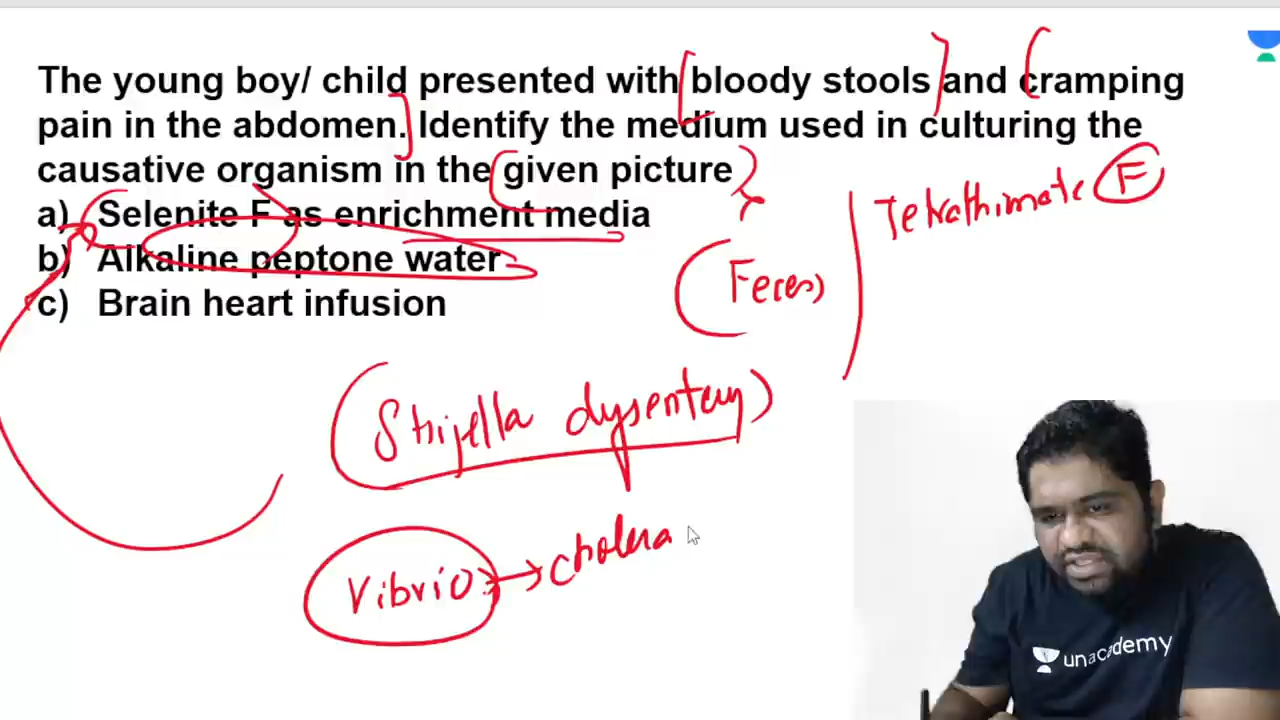 The young boy/ child presented with bloody stools and cramping
pain in the abdomen. Identify the medium used in culturing the
causative organism in the given picture
a) Selenite F as enrichment media
b) Alkaline peptone water
c) Brain heart infusion
Tetrathimate F
(Feces)
(Shijella dysentery)
Vibrio → cholera
unacademy